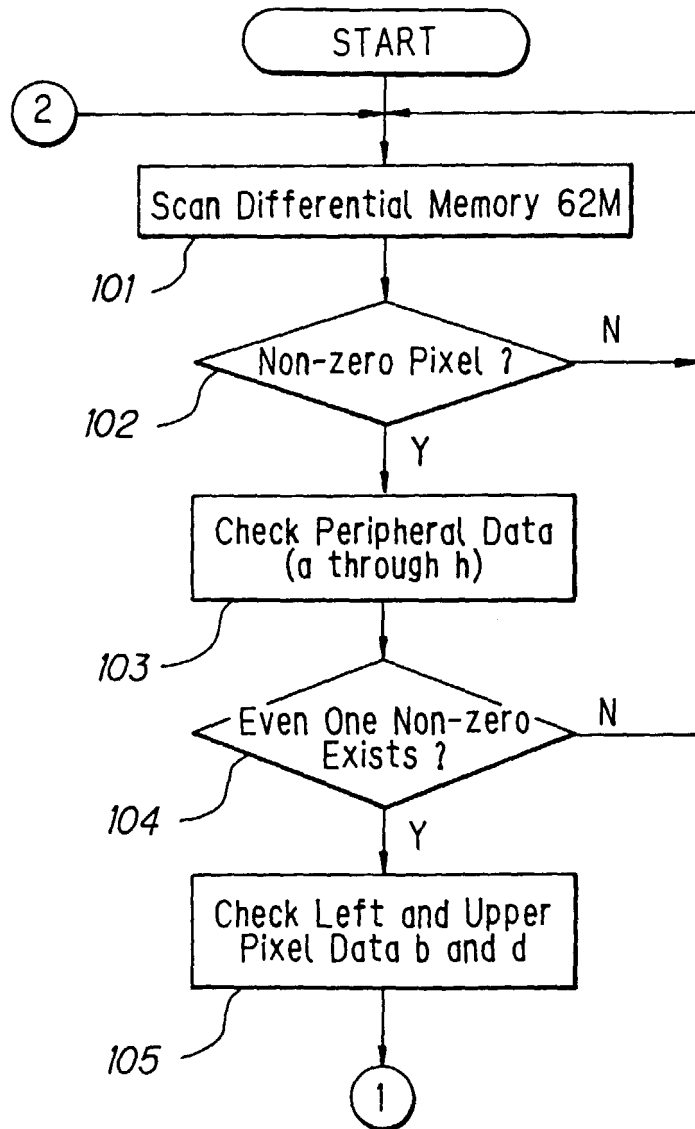 START
2
Scan Differential Memory 62M
101
Non-zero Pixel ?
N
102
Y
Check Peripheral Data
(a through h)
103
Even One Non-zero
Exists ?
N
104
Y
Check Left and Upper
Pixel Data b and d
105
1